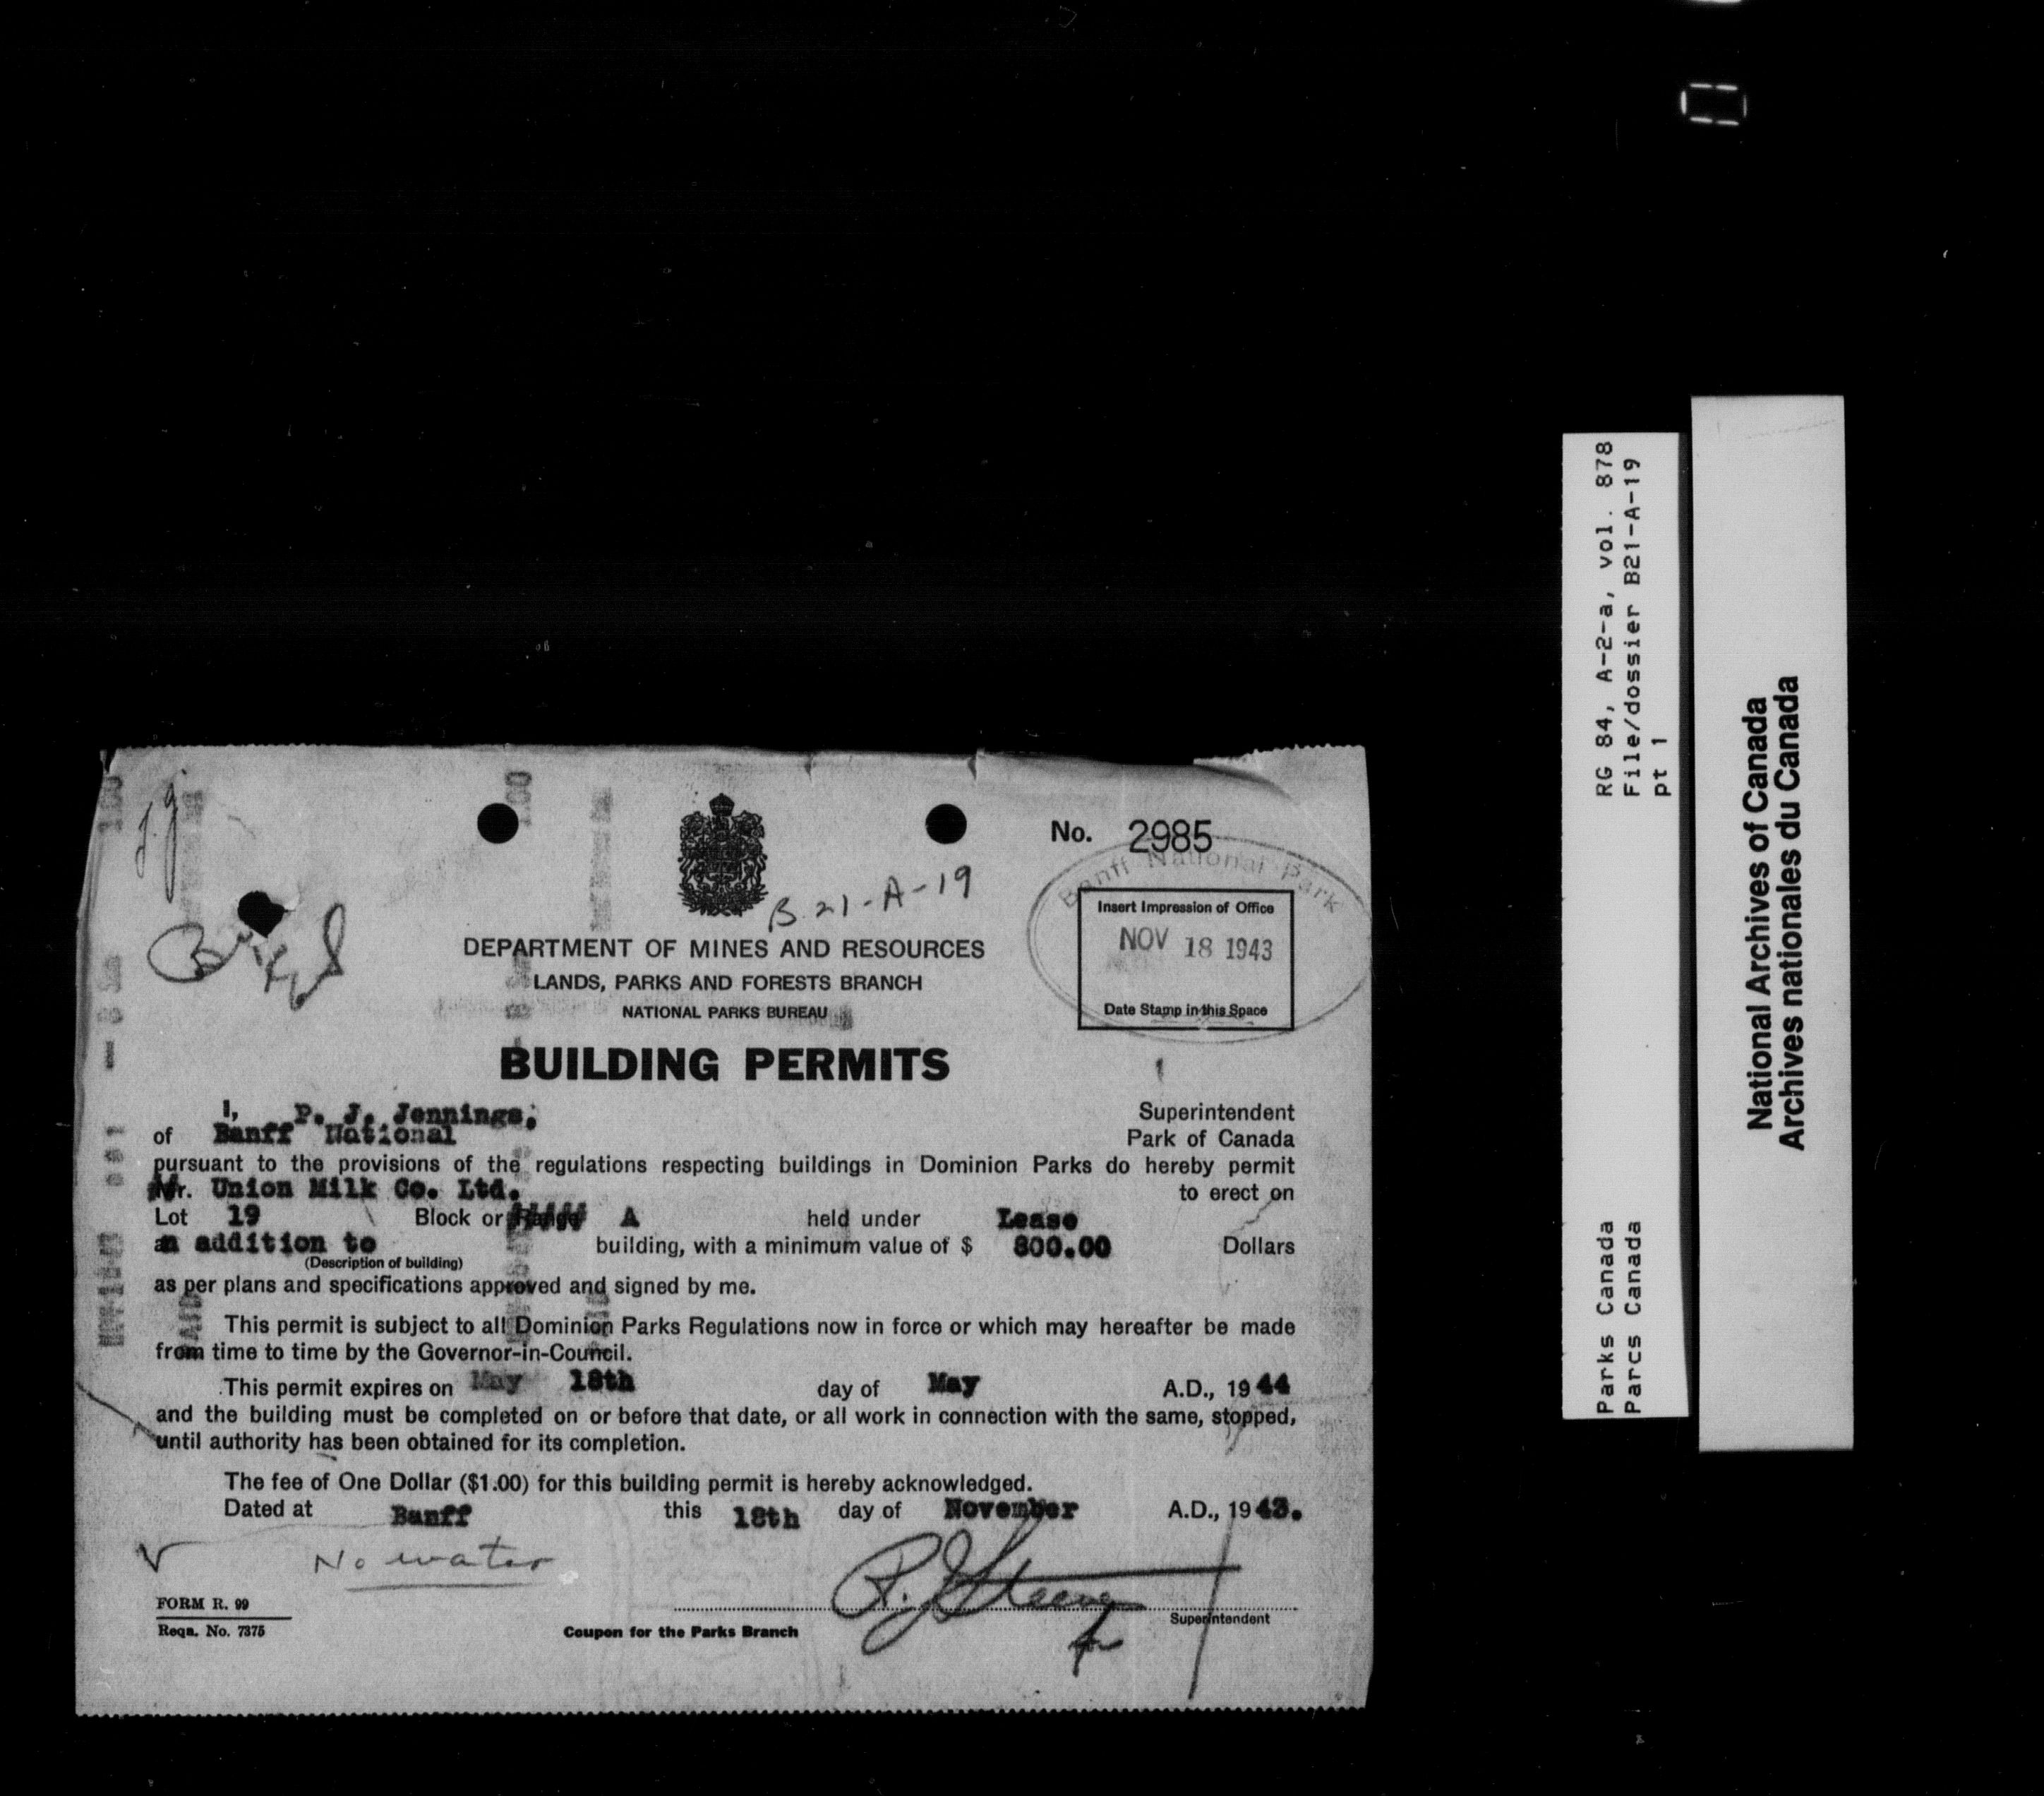 No. 2985
Banff National Park
B 21-A-19
Insert Impression of Office
NOV 18 1943
Date Stamp in this Space
DEPARTMENT OF MINES AND RESOURCES
LANDS, PARKS AND FORESTS BRANCH
NATIONAL PARKS BUREAU
BUILDING PERMITS
I, P. J. Jennings, Superintendent
of Banff National Park of Canada
pursuant to the provisions of the regulations respecting buildings in Dominion Parks do hereby permit
Mr. Union Milk Co. Ltd. to erect on
Lot 19 Block or Range A held under Lease
an addition to building, with a minimum value of $ 800.00 Dollars
(Description of building)
as per plans and specifications approved and signed by me.
This permit is subject to all Dominion Parks Regulations now in force or which may hereafter be made
from time to time by the Governor-in-Council.
This permit expires on May 18th day of May A.D., 1944
and the building must be completed on or before that date, or all work in connection with the same, stopped,
until authority has been obtained for its completion.
The fee of One Dollar ($1.00) for this building permit is hereby acknowledged.
Dated at Banff this 18th day of November A.D., 1943.
No water
FORM R. 99
Reqn. No. 7375
Coupon for the Parks Branch
Superintendent
RG 84, A-2-a, vol. 878
File/dossier B21-A-19
pt 1
Parks Canada
Parcs Canada
National Archives of Canada
Archives nationales du Canada